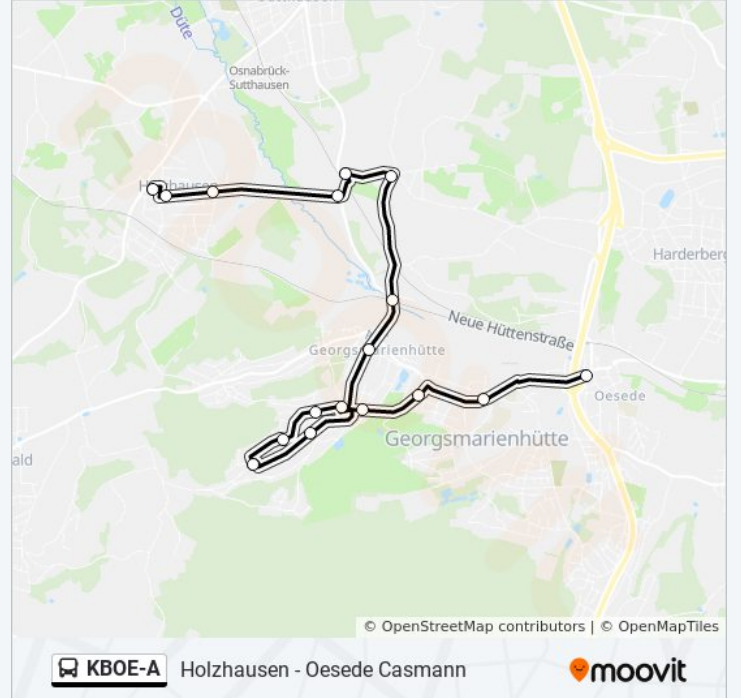 Düte
Osnabrück-
Sutthausen
Holzhausen
Harderberg
Neue Hüttenstraße
Georgsmarienhütte
Oesede
Georgsmarienhütte
ald
© OpenStreetMap contributors | © OpenMapTiles
KBOE-A Holzhausen - Oesede Casmann moovit